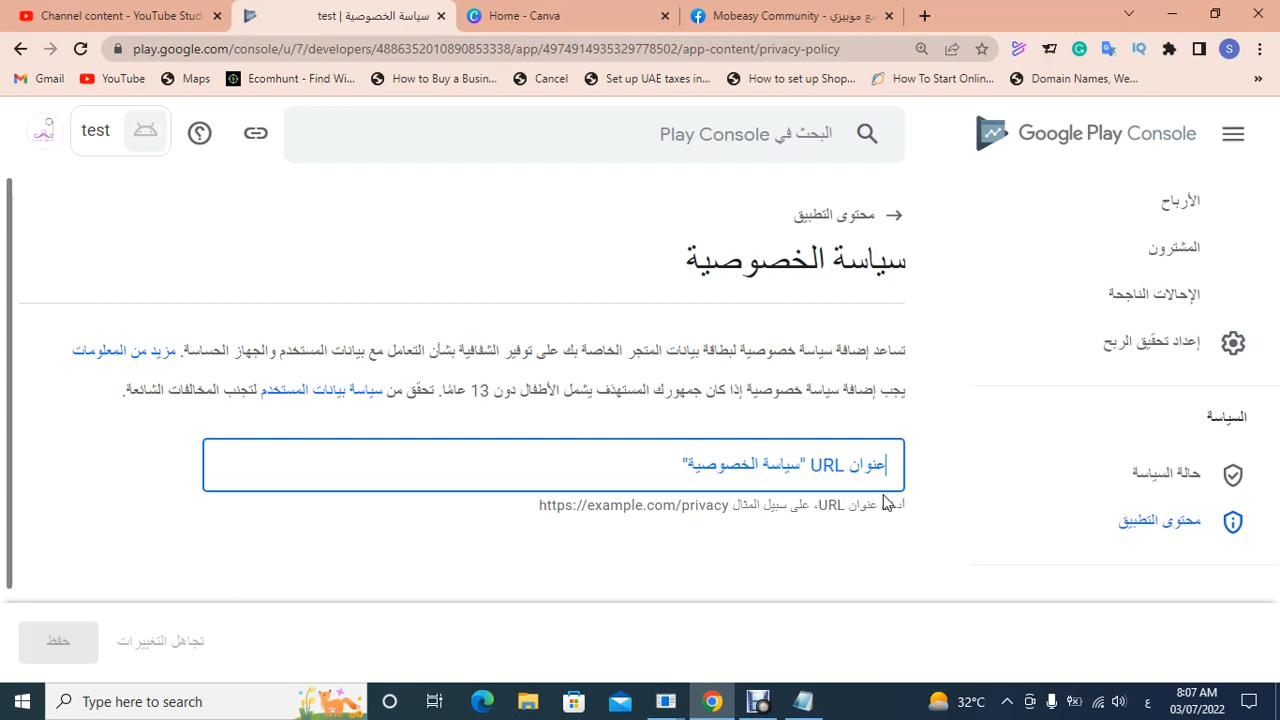 Channel content - YouTube Studi
سياسة الخصوصية | test
Home - Canva
Mobeasy Community - مع موبيزي
play.google.com/console/u/7/developers/4886352010890853338/app/4974914935329778502/app-content/privacy-policy
Gmail
YouTube
Maps
Ecomhunt - Find Wi...
How to Buy a Busin...
Cancel
Set up UAE taxes in...
How to set up Shop...
How To Start Onlin...
Domain Names, We...
»
Google Play Console
البحث في Play Console
test
الأرباح
المشتركون
الإحالات الناجحة
إعداد تحقيق الربح
السياسة
حالة السياسة
محتوى التطبيق
محتوى التطبيق
سياسة الخصوصية
تساعد إضافة سياسة خصوصية لبطاقة بيانات المتجر الخاصة بك على توفير الشفافية بشأن التعامل مع بيانات المستخدم والجهاز الحساسة. مزيد من المعلومات
يجب إضافة سياسة خصوصية إذا كان جمهورك المستهدف يشمل الأطفال دون 13 عامًا. تحقق من سياسة بيانات المستخدم لتجنب المخالفات الشائعة.
عنوان URL "سياسة الخصوصية"
أدخل عنوان URL، على سبيل المثال https://example.com/privacy
تجاهل التغييرات
حفظ
Type here to search
32°C
ع
8:07 AM
03/07/2022